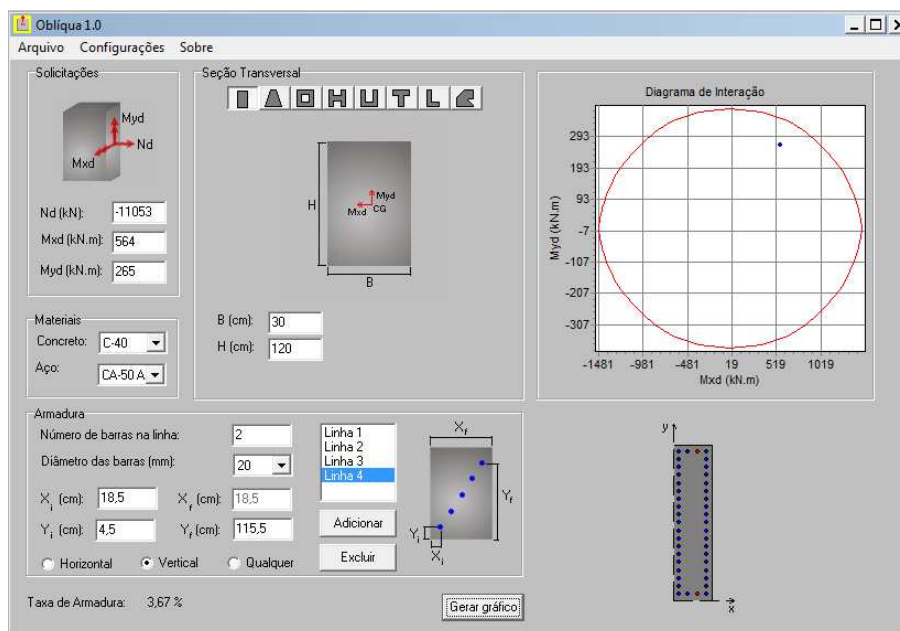 Oblíqua 1.0
Arquivo Configurações Sobre
Solicitações
Myd
Nd
Mxd
Nd (kN): -11053
Mxd (kN.m): 564
Myd (kN.m): 265
Materiais
Concreto: C-40
Aço: CA-50 A
Seção Transversal
H
Myd
Mxd CG
B
B (cm): 30
H (cm): 120
Diagrama de Interação
Myd (kN.m)
293
193
93
-7
-107
-207
-307
-1481 -981 -481 19 519 1019
Mxd (kN.m)
Armadura
Número de barras na linha: 2
Diâmetro das barras (mm): 20
Xi (cm): 18,5 Xf (cm): 18,5
Yi (cm): 4,5 Yf (cm): 115,5
Horizontal Vertical Qualquer
Linha 1
Linha 2
Linha 3
Linha 4
Adicionar
Excluir
Xf
Yf
Yi
Xi
Taxa de Armadura: 3,67 %
Gerar gráfico
y
x